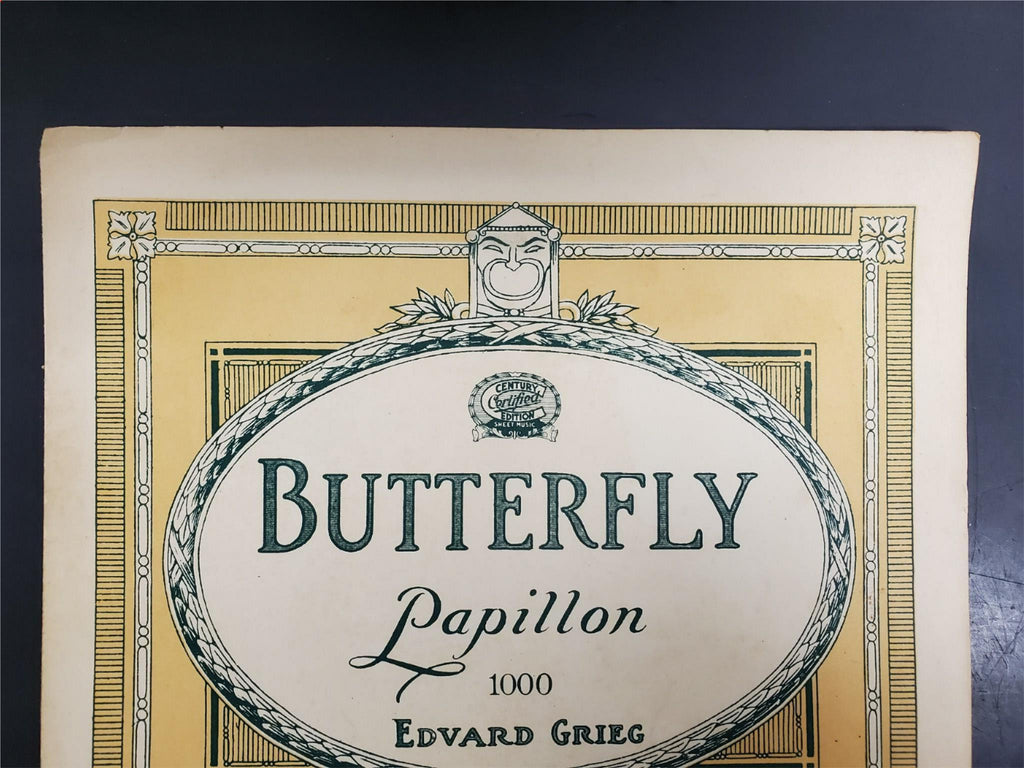 CENTURY
Certified
EDITION
SHEET MUSIC
BUTTERFLY
Papillon
1000
EDVARD GRIEG